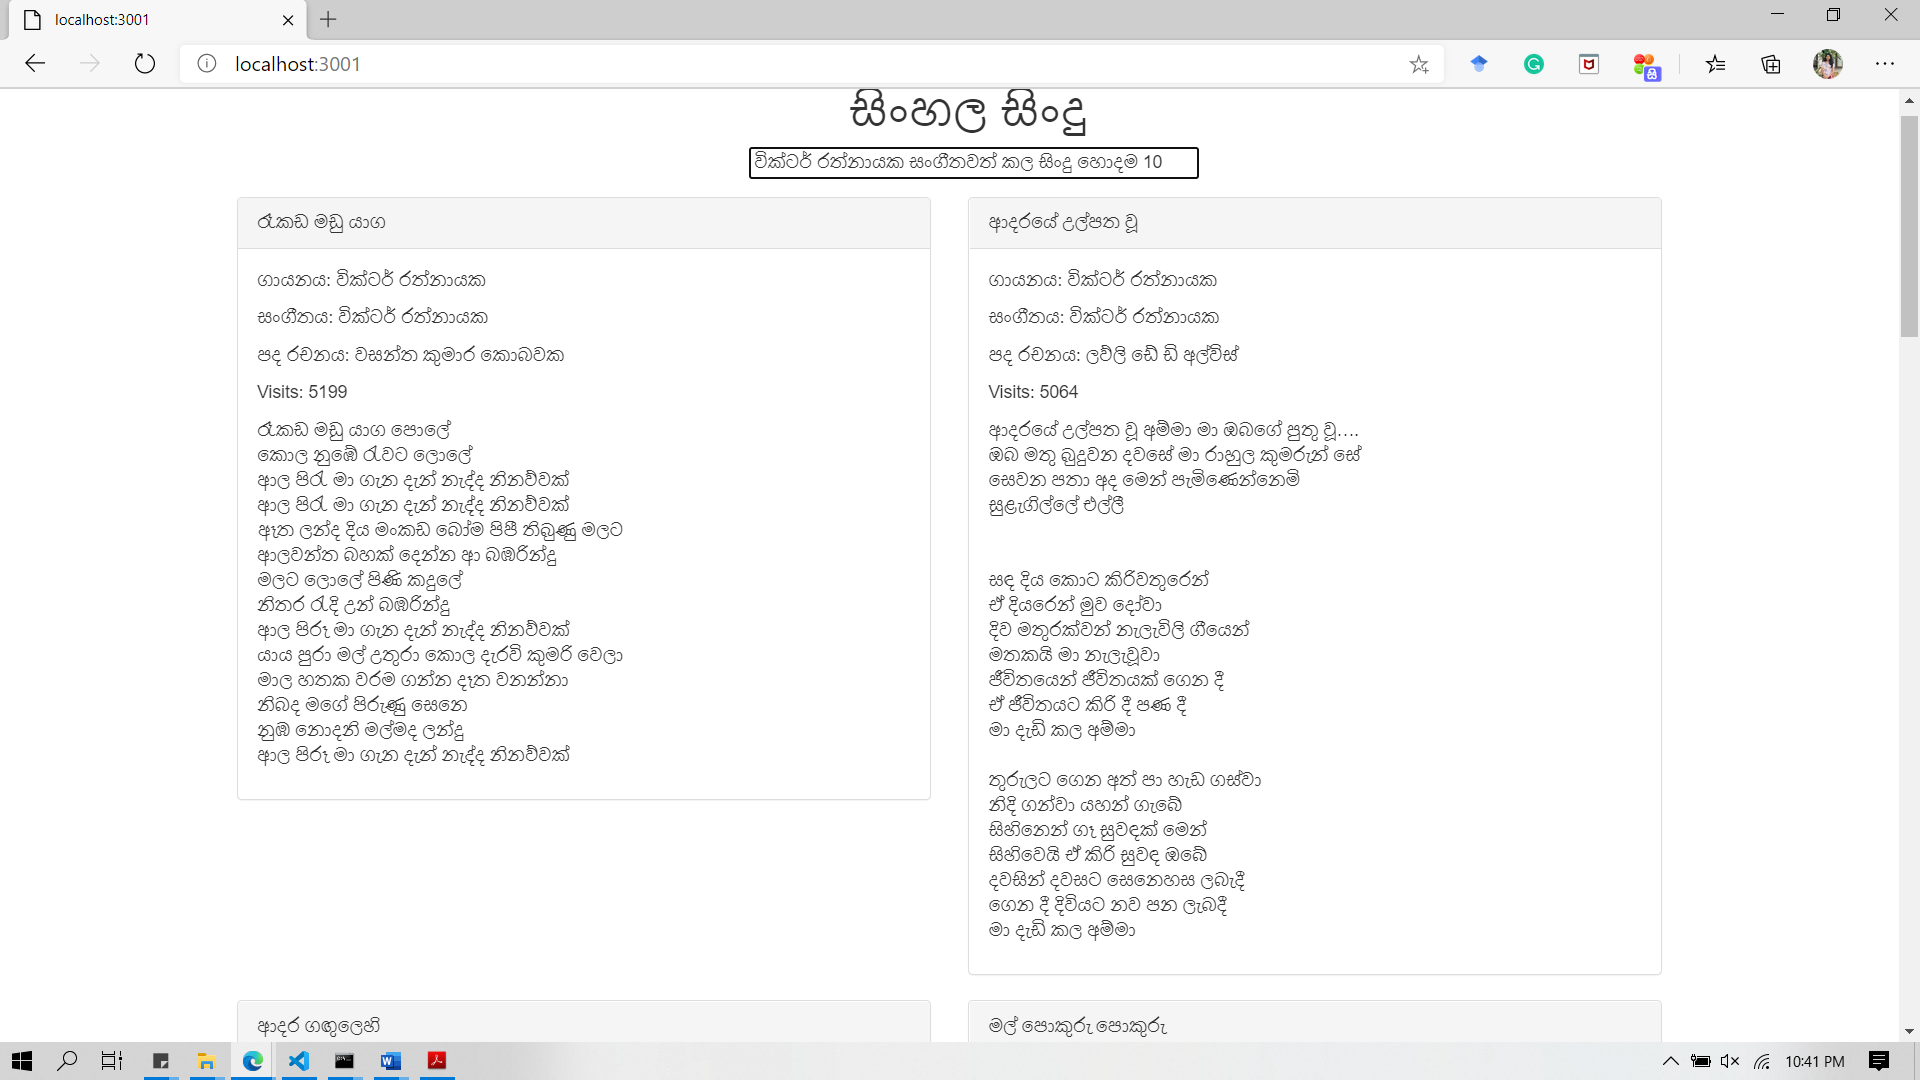 localhost:3001
localhost:3001
සිංහල සිංදු
වික්ටර් රත්නායක සංගීතවත් කල සිංදු හොදම 10
රෑකඩ මඩු යාග
ගායනය: වික්ටර් රත්නායක
සංගීතය: වික්ටර් රත්නායක
පද රචනය: වසන්ත කුමාර කොබවක
Visits: 5199
රෑකඩ මඩු යාග පොලේ
කොල නුඹේ රැවට ලොලේ
ආල පිරැ මා ගැන දැන් නැද්ද නිනව්වක්
ආල පිරැ මා ගැන දැන් නැද්ද නිනව්වක්
ඈත ලන්ද දිය මංකඩ බෝම පිපී තිබුණු මලට
ආලවන්ත බහක් දෙන්න ආ බඹරින්දු
මලට ලොලේ පිණි කදුලේ
නිතර රැදි උන් බඹරින්දු
ආල පිරූ මා ගැන දැන් නැද්ද නිනව්වක්
යාය පුරා මල් උතුරා කොල දැරවි කුමරි වෙලා
මාල හතක වරම ගන්න දෑත වනන්නා
නිබද මගේ පිරුණු සෙනෙ
නුඹ නොදනි මල්මද ලන්දු
ආල පිරූ මා ගැන දැන් නැද්ද නිනව්වක්
ආදරයේ උල්පත වූ
ගායනය: වික්ටර් රත්නායක
සංගීතය: වික්ටර් රත්නායක
පද රචනය: ලව්ලි ඩේ ඩි අල්විස්
Visits: 5064
ආදරයේ උල්පත වූ අම්මා මා ඔබගේ පුතු වූ....
ඔබ මතු බුදුවන දවසේ මා රාහුල කුමරුන් සේ
සෙවන පතා අද මෙන් පැමිණෙන්නෙමි
සුළැගිල්ලේ එල්ලී
සඳ දිය කොට කිරිවතුරෙන්
ඒ දියරෙන් මුව දෝවා
දිව මතුරක්වන් නැලැවිලි ගීයෙන්
මතකයි මා නැලැවූවා
ජීවිතයෙන් ජීවිතයක් ගෙන දී
ඒ ජීවිතයට කිරි දී පණ දී
මා දැඩි කල අම්මා
තුරුලට ගෙන අත් පා හැඩ ගස්වා
නිදි ගන්වා යහන් ගැබේ
සිහිනෙන් ගෑ සුවඳක් මෙන්
සිහිවෙයි ඒ කිරි සුවඳ ඔබේ
දවසින් දවසට සෙනෙහස ලබැදී
ගෙන දී දිවියට නව පන ලැබදී
මා දැඩි කල අම්මා
ආදර ගඟුලෙහි
මල් පොකුරු පොකුරු
10:41 PM